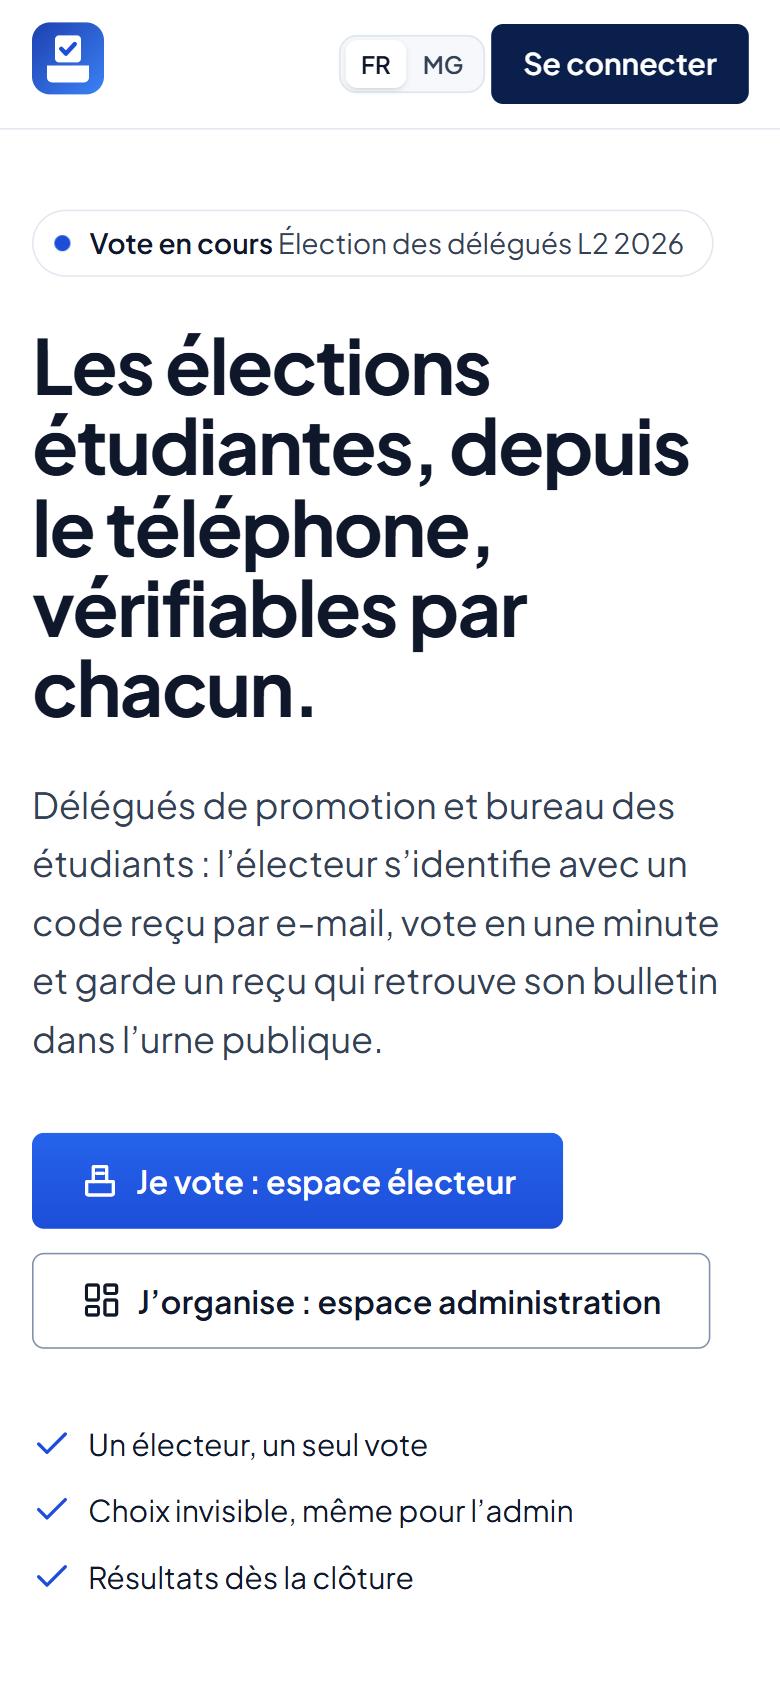 FR MG Se connecter
Vote en cours Élection des délégués L2 2026
Les élections
étudiantes, depuis
le téléphone,
vérifiables par
chacun.
Délégués de promotion et bureau des
étudiants : l’électeur s’identifie avec un
code reçu par e-mail, vote en une minute
et garde un reçu qui retrouve son bulletin
dans l’urne publique.
Je vote : espace électeur
J’organise : espace administration
Un électeur, un seul vote
Choix invisible, même pour l’admin
Résultats dès la clôture